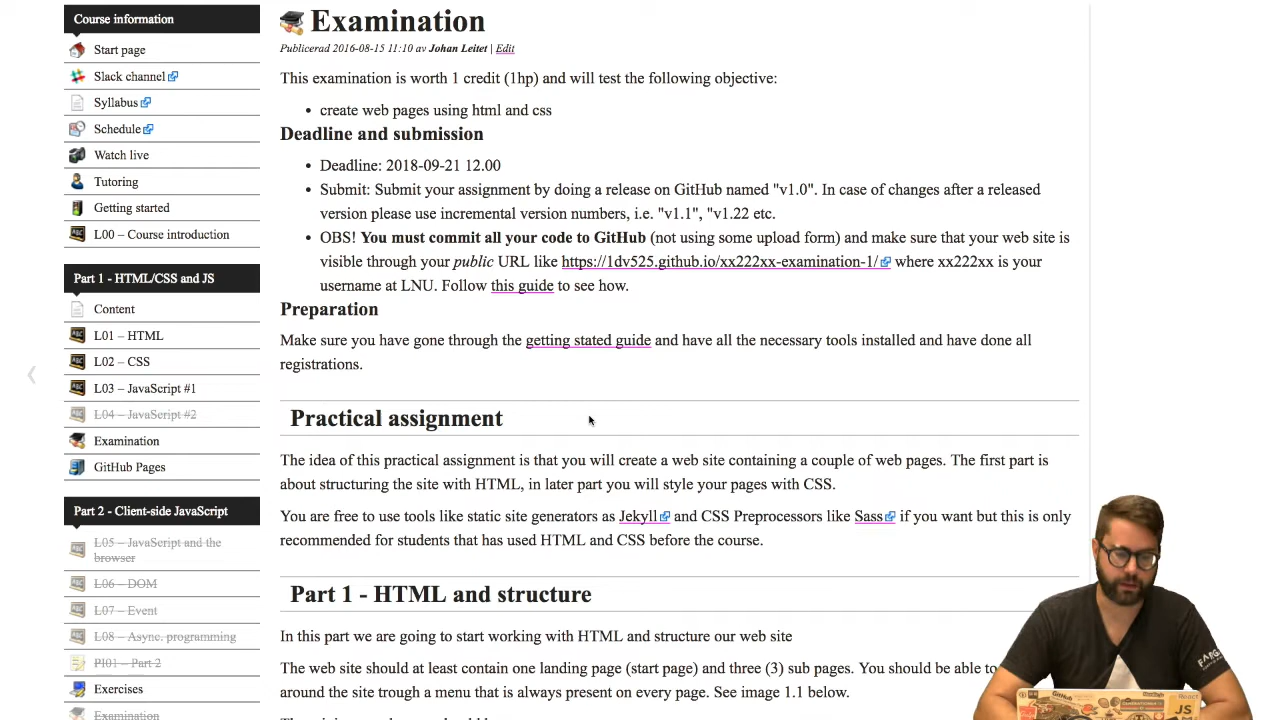 Course information
Start page
Slack channel
Syllabus
Schedule
Watch live
Tutoring
Getting started
L00 – Course introduction
Part 1 - HTML/CSS and JS
Content
L01 – HTML
L02 – CSS
L03 – JavaScript #1
L04 – JavaScript #2
Examination
GitHub Pages
Part 2 - Client-side JavaScript
L05 – JavaScript and the
browser
L06 – DOM
L07 – Event
L08 – Async. programming
PI01 – Part 2
Exercises
Examination
Examination
Publicerad 2016-08-15 11:10 av Johan Leitet | Edit
This examination is worth 1 credit (1hp) and will test the following objective:
• create web pages using html and css
Deadline and submission
• Deadline: 2018-09-21 12.00
• Submit: Submit your assignment by doing a release on GitHub named "v1.0". In case of changes after a released
version please use incremental version numbers, i.e. "v1.1", "v1.22 etc.
• OBS! You must commit all your code to GitHub (not using some upload form) and make sure that your web site is
visible through your public URL like https://1dv525.github.io/xx222xx-examination-1/ where xx222xx is your
username at LNU. Follow this guide to see how.
Preparation
Make sure you have gone through the getting stated guide and have all the necessary tools installed and have done all
registrations.
Practical assignment
The idea of this practical assignment is that you will create a web site containing a couple of web pages. The first part is
about structuring the site with HTML, in later part you will style your pages with CSS.
You are free to use tools like static site generators as Jekyll and CSS Preprocessors like Sass if you want but this is only
recommended for students that has used HTML and CSS before the course.
Part 1 - HTML and structure
In this part we are going to start working with HTML and structure our web site
The web site should at least contain one landing page (start page) and three (3) sub pages. You should be able to
around the site trough a menu that is always present on every page. See image 1.1 below.
GitHub
React
JS